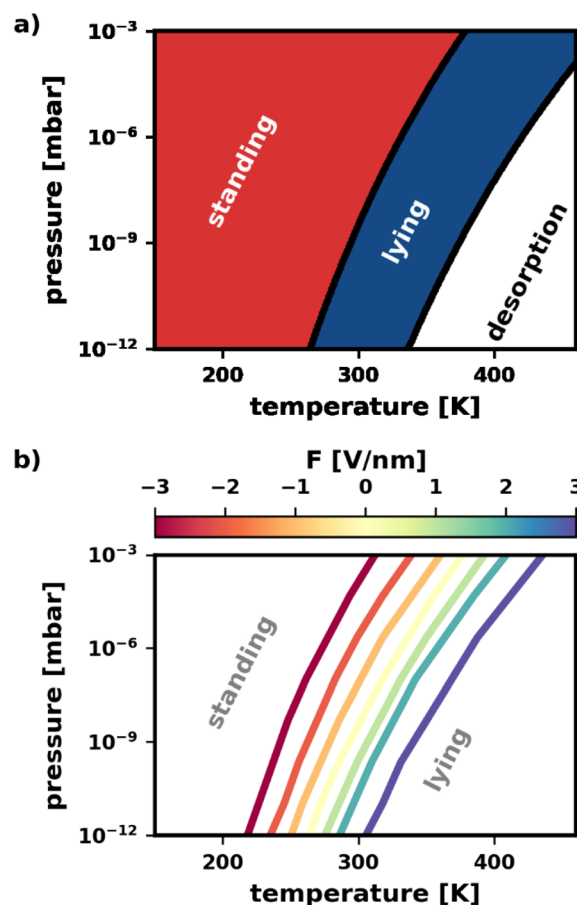 a)
pressure [mbar]
10⁻³
10⁻⁶
10⁻⁹
10⁻¹²
standing
lying
desorption
200 300 400
temperature [K]
b)
F [V/nm]
−3 −2 −1 0 1 2 3
pressure [mbar]
10⁻³
10⁻⁶
10⁻⁹
10⁻¹²
standing
lying
200 300 400
temperature [K]